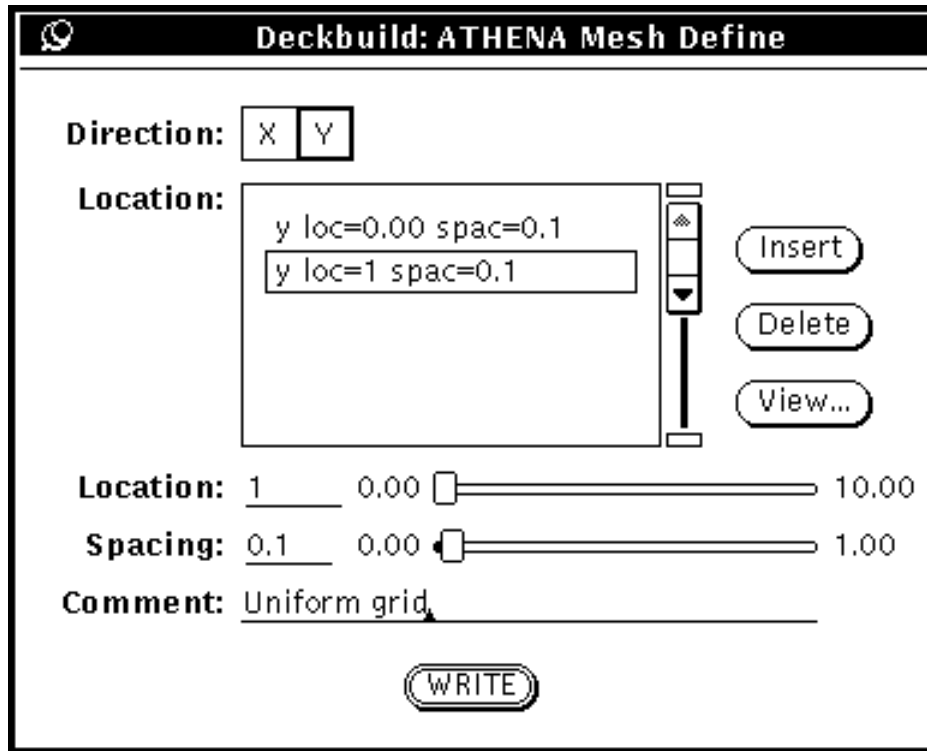 Deckbuild: ATHENA Mesh Define
Direction: X Y
Location:
y loc=0.00 spac=0.1
y loc=1 spac=0.1
Insert
Delete
View...
Location: 1 0.00 10.00
Spacing: 0.1 0.00 1.00
Comment: Uniform grid
WRITE